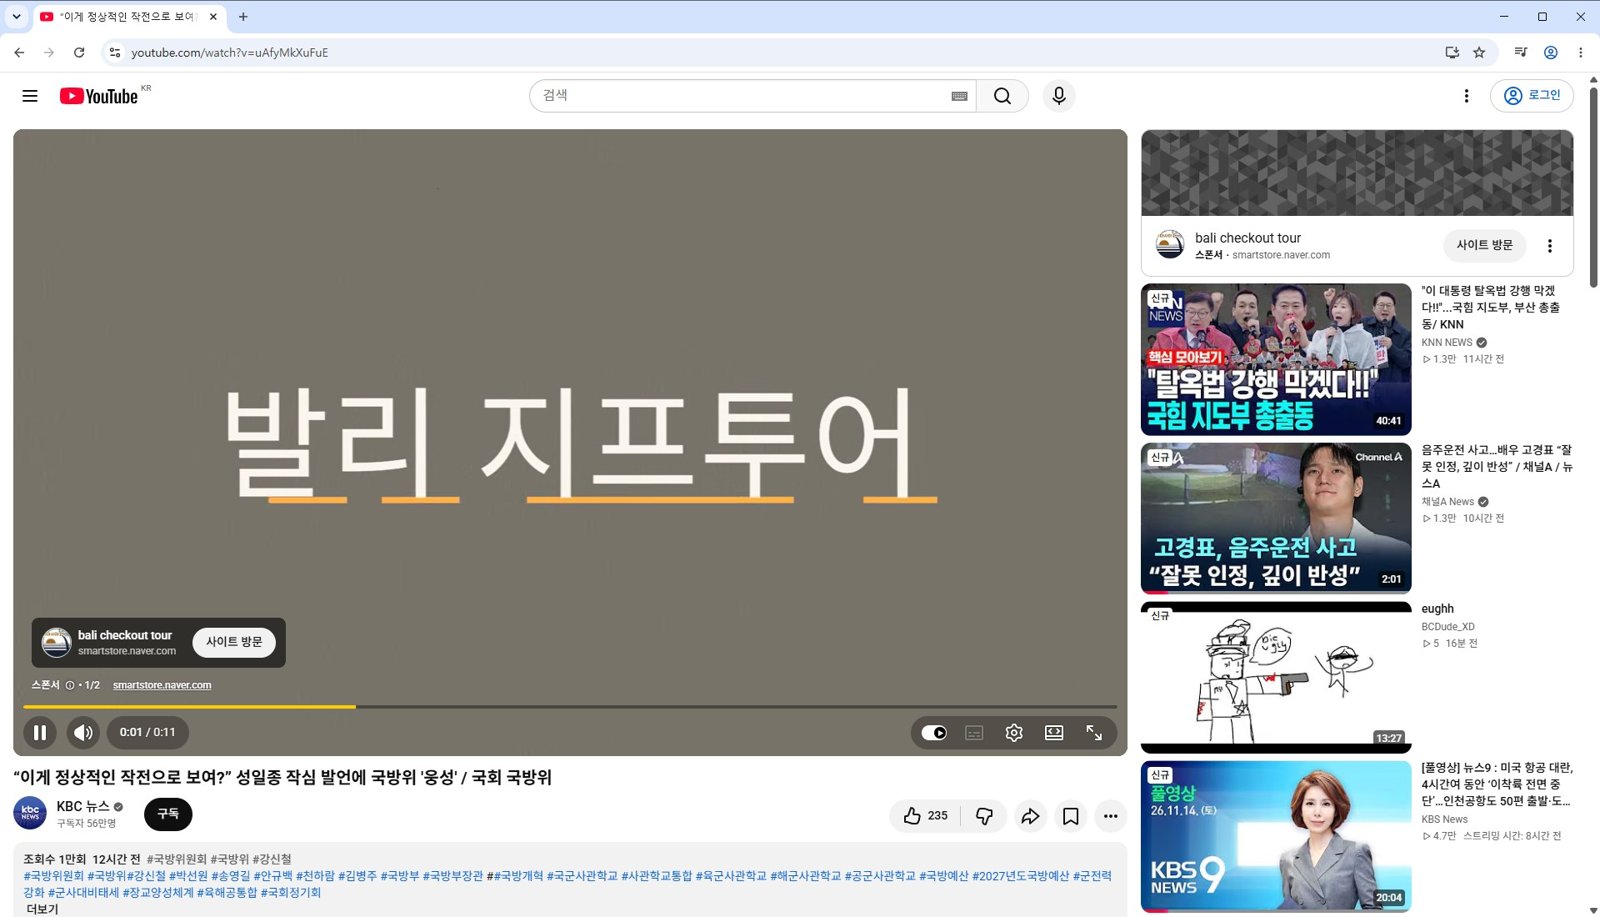 “이게 정상적인 작전으로 보여?
youtube.com/watch?v=uAfyMkXuFuE
YouTube KR
검색
로그인
발리 지프투어
bali checkout tour
smartstore.naver.com
사이트 방문
스폰서 • 1/2 smartstore.naver.com
0:01 / 0:11
“이게 정상적인 작전으로 보여?” 성일종 작심 발언에 국방위 '웅성' / 국회 국방위
kbc NEWS
KBC 뉴스
구독자 56만명
구독
235
조회수 1만회 12시간 전 #국방위원회 #국방위 #강신철
#국방위원회 #국방위#강신철 #박선원 #송영길 #안규백 #천하람 #김병주 #국방부 #국방부장관 ##국방개혁 #국군사관학교 #사관학교통합 #육군사관학교 #해군사관학교 #공군사관학교 #국방예산 #2027년도국방예산 #군전력
강화 #군사대비태세 #장교양성체계 #육해공통합 #국회정기회
더보기
bali checkout tour
스폰서 · smartstore.naver.com
사이트 방문
신규
KNN NEWS
핵심 모아보기
"탈옥법 강행 막겠다!!"
국힘 지도부 총출동
40:41
"이 대통령 탈옥법 강행 막겠
다!!"...국힘 지도부, 부산 총출
동/ KNN
KNN NEWS
1.3만 11시간 전
신규
Channel A
고경표, 음주운전 사고
“잘못 인정, 깊이 반성”
2:01
음주운전 사고…배우 고경표 “잘
못 인정, 깊이 반성” / 채널A / 뉴
스A
채널A News
1.3만 10시간 전
신규
Die ugly
13:27
eughh
BCDude_XD
5 16분 전
신규
풀영상
26.11.14.(토)
KBS NEWS 9
20:04
[풀영상] 뉴스9 : 미국 항공 대란,
4시간여 동안 ‘이착륙 전면 중
단’…인천공항도 50편 출발·도...
KBS News
4.7만 스트리밍 시간: 8시간 전